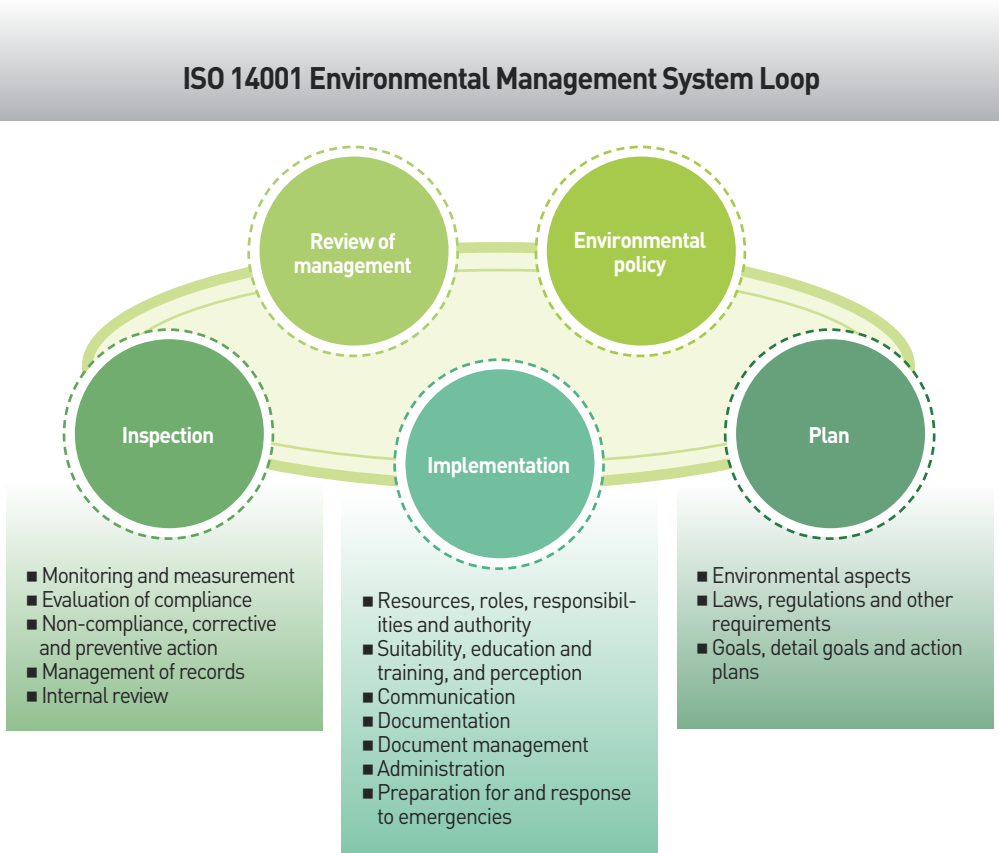 ISO 14001 Environmental Management System Loop
Review of
management
Environmental
policy
Inspection
Implementation
Plan
■ Monitoring and measurement
■ Evaluation of compliance
■ Non-compliance, corrective
and preventive action
■ Management of records
■ Internal review
■ Resources, roles, responsibil-
ities and authority
■ Suitability, education and
training, and perception
■ Communication
■ Documentation
■ Document management
■ Administration
■ Preparation for and response
to emergencies
■ Environmental aspects
■ Laws, regulations and other
requirements
■ Goals, detail goals and action
plans